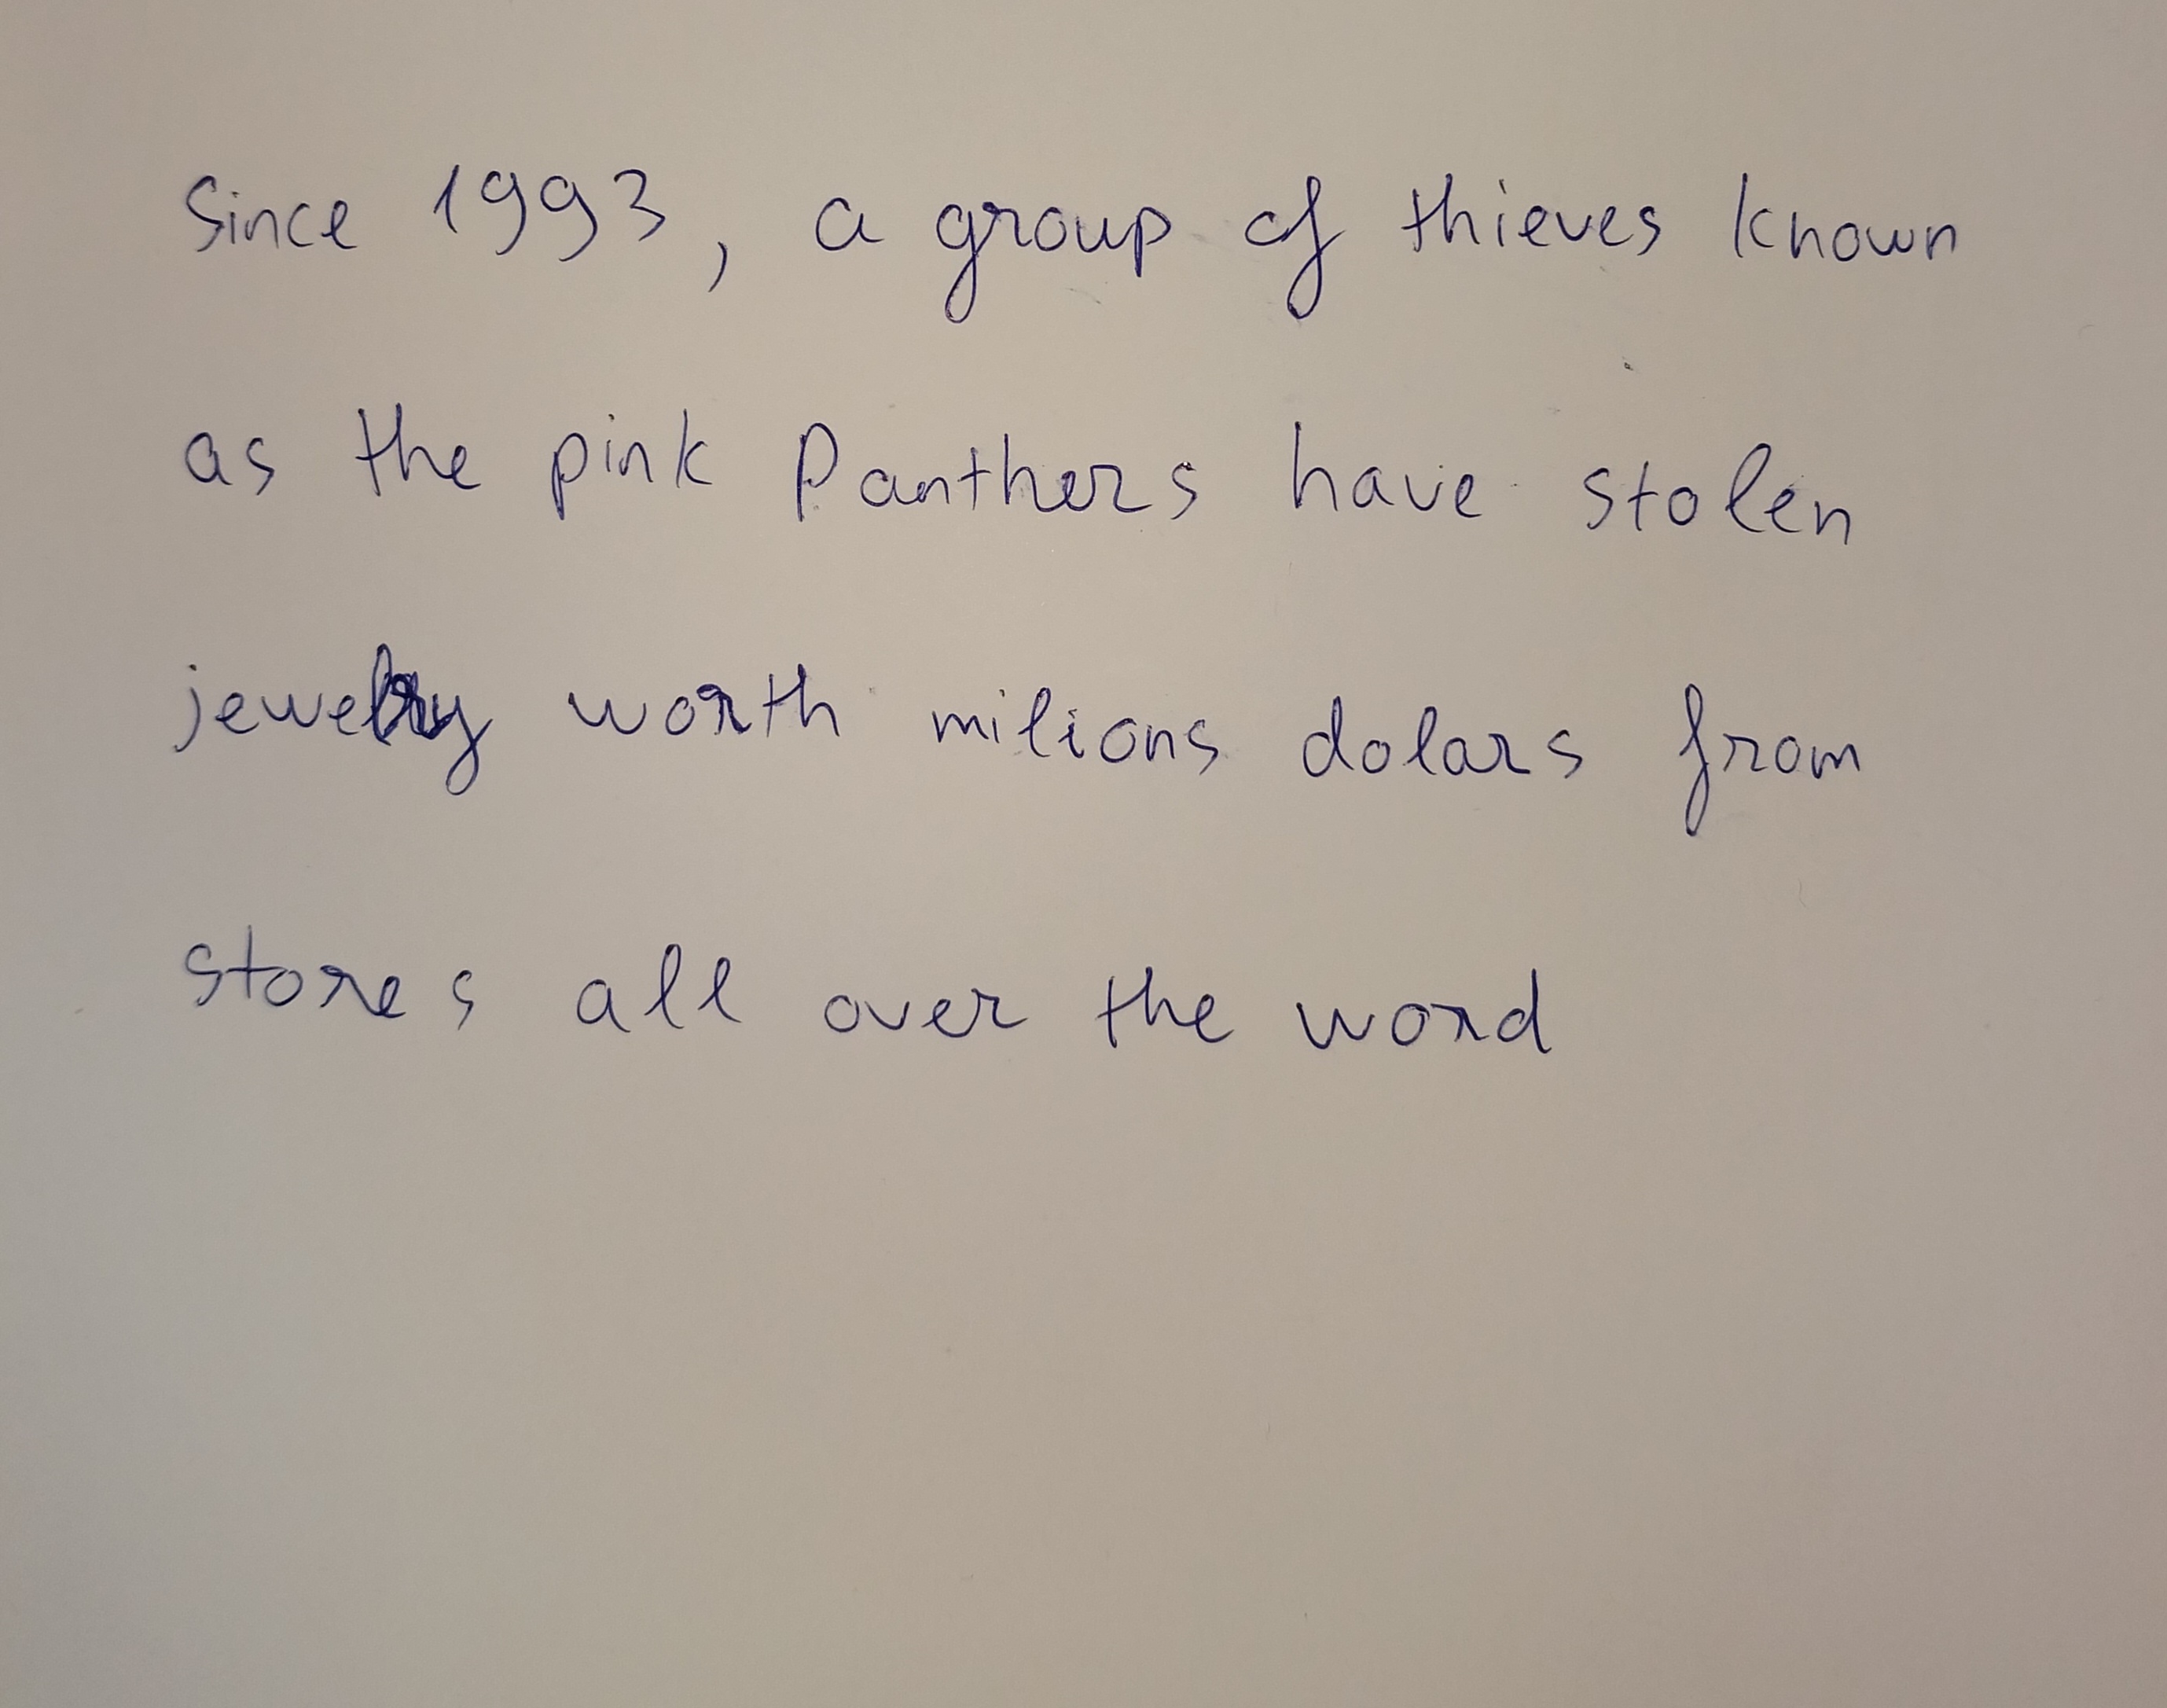 Since 1993, a group of thieves known
as the pink Panthers have stolen
jewelry worth milions dolars from
stores all over the word